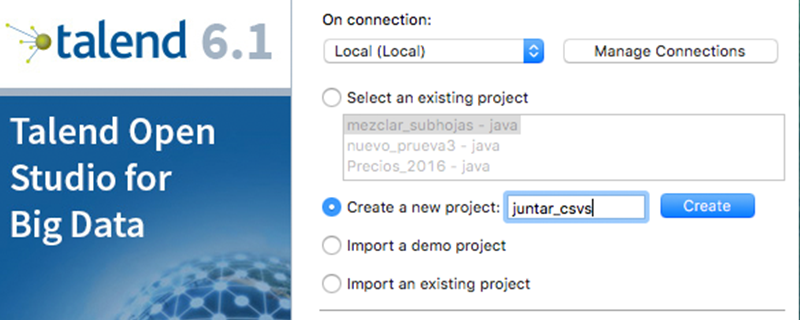 talend 6.1
Talend Open
Studio for
Big Data
On connection:
Local (Local)
Manage Connections
Select an existing project
mezclar_subhojas - java
nuevo_prueva3 - java
Precios_2016 - java
Create a new project:
juntar_csvs
Create
Import a demo project
Import an existing project